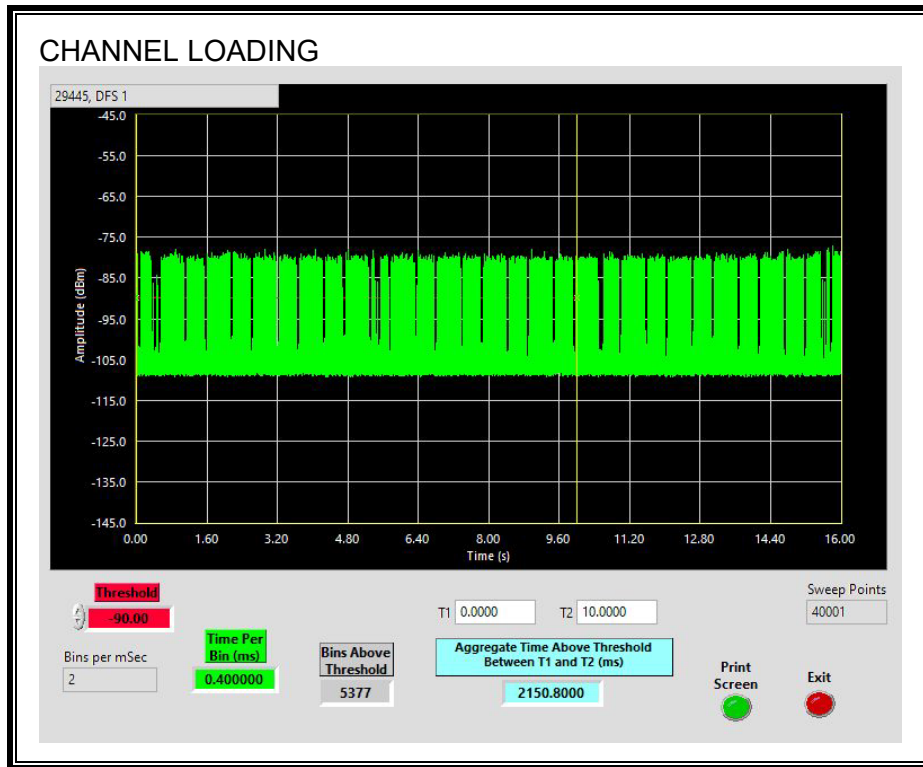 CHANNEL LOADING
29445, DFS 1
-45.0
-55.0
-65.0
-75.0
-85.0
-95.0
-105.0
-115.0
-125.0
-135.0
-145.0
Amplitude (dBm)
0.00 1.60 3.20 4.80 6.40 8.00 9.60 11.20 12.80 14.40 16.00
Time (s)
Threshold
-90.00
Bins per mSec
2
Time Per
Bin (ms)
0.400000
Bins Above
Threshold
5377
T1 0.0000 T2 10.0000
Aggregate Time Above Threshold
Between T1 and T2 (ms)
2150.8000
Sweep Points
40001
Print
Screen
Exit